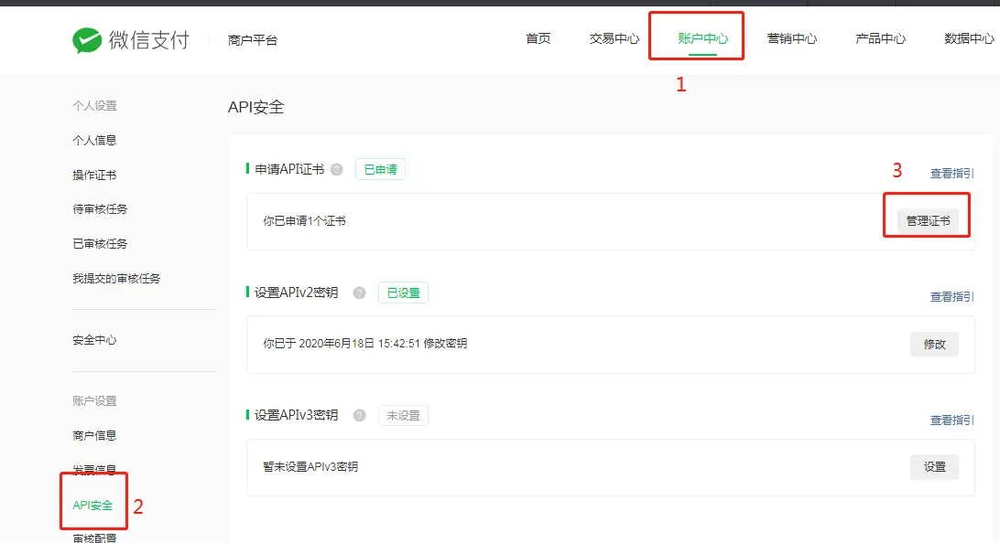 微信支付 商户平台 首页 交易中心 账户中心 营销中心 产品中心 数据中心
1
个人设置
个人信息
操作证书
待审核任务
已审核任务
我提交的审核任务
安全中心
账户设置
商户信息
发票信息
API安全 2
审核配置
API安全
申请API证书 ? 已申请 3 查看指引
你已申请1个证书 管理证书
设置APIv2密钥 ? 已设置 查看指引
你已于 2020年6月18日 15:42:51 修改密钥 修改
设置APIv3密钥 ? 未设置 查看指引
暂未设置APIv3密钥 设置